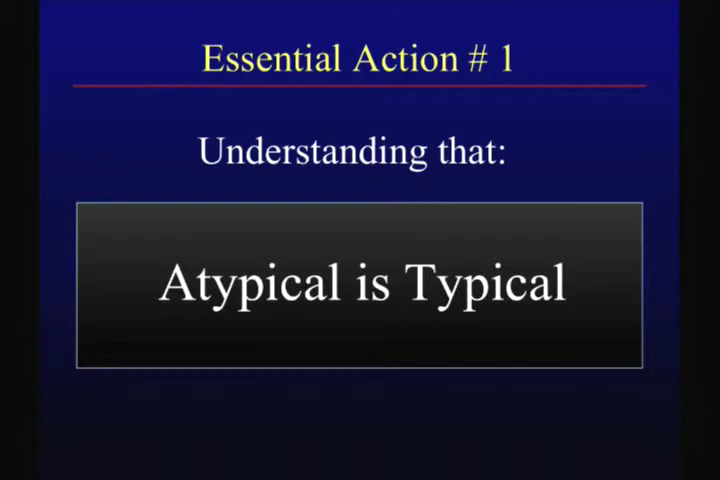 Essential Action # 1
Understanding that:
Atypical is Typical